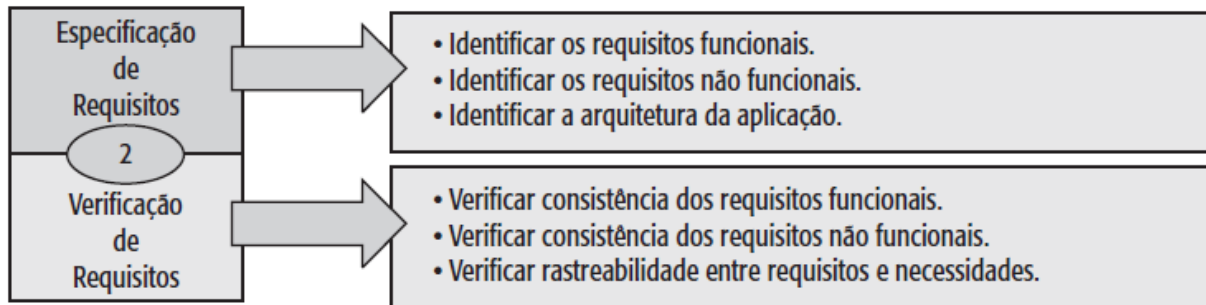 Especificação
de
Requisitos
• Identificar os requisitos funcionais.
• Identificar os requisitos não funcionais.
• Identificar a arquitetura da aplicação.
2
Verificação
de
Requisitos
• Verificar consistência dos requisitos funcionais.
• Verificar consistência dos requisitos não funcionais.
• Verificar rastreabilidade entre requisitos e necessidades.